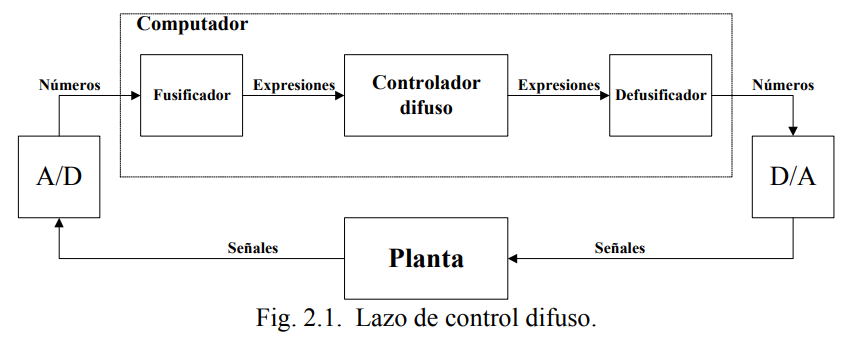 Computador
Números
Fusificador
Expresiones
Controlador
difuso
Expresiones
Defusificador
Números
A/D
D/A
Señales
Planta
Señales
Fig. 2.1. Lazo de control difuso.